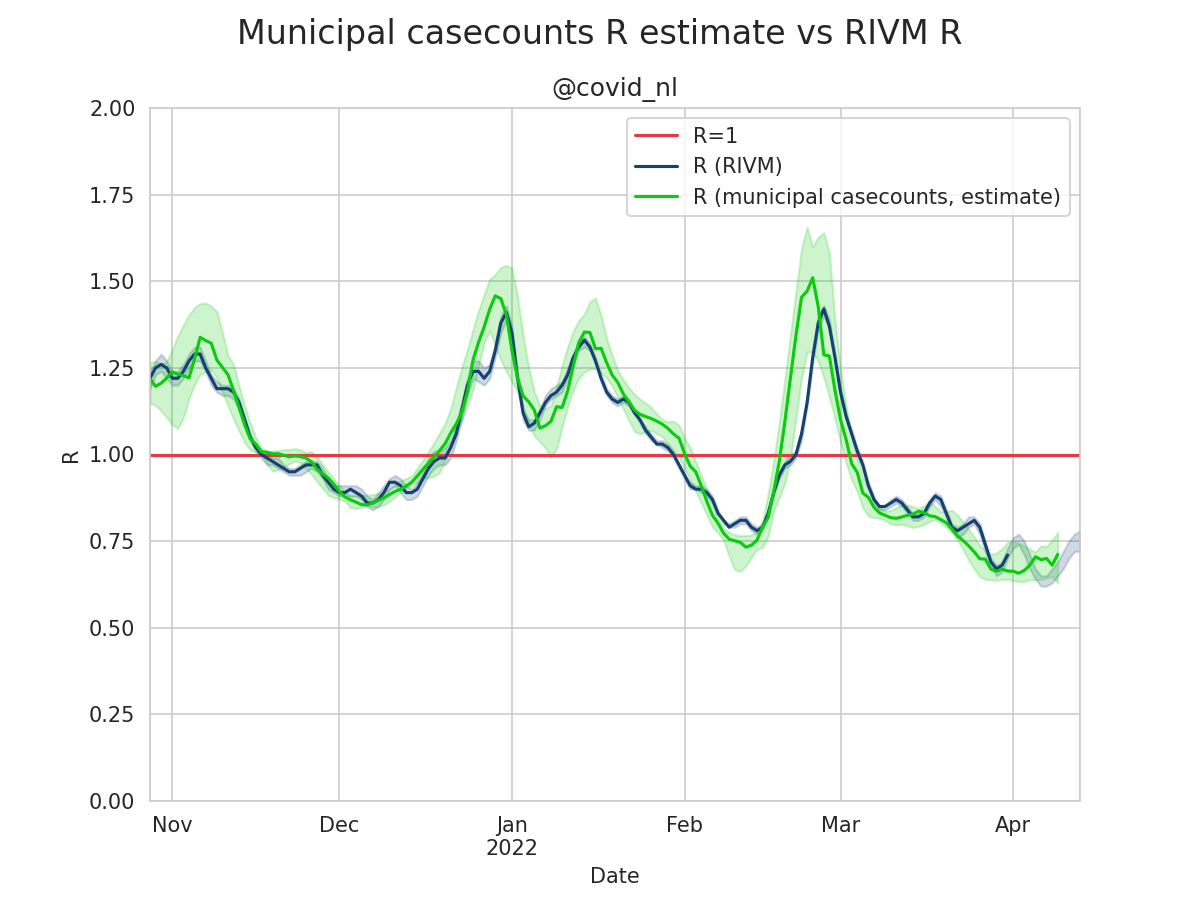 Municipal casecounts R estimate vs RIVM R
@covid_nl
R=1
R (RIVM)
R (municipal casecounts, estimate)
2.00
1.75
1.50
1.25
1.00
0.75
0.50
0.25
0.00
R
Nov Dec Jan Feb Mar Apr
2022
Date